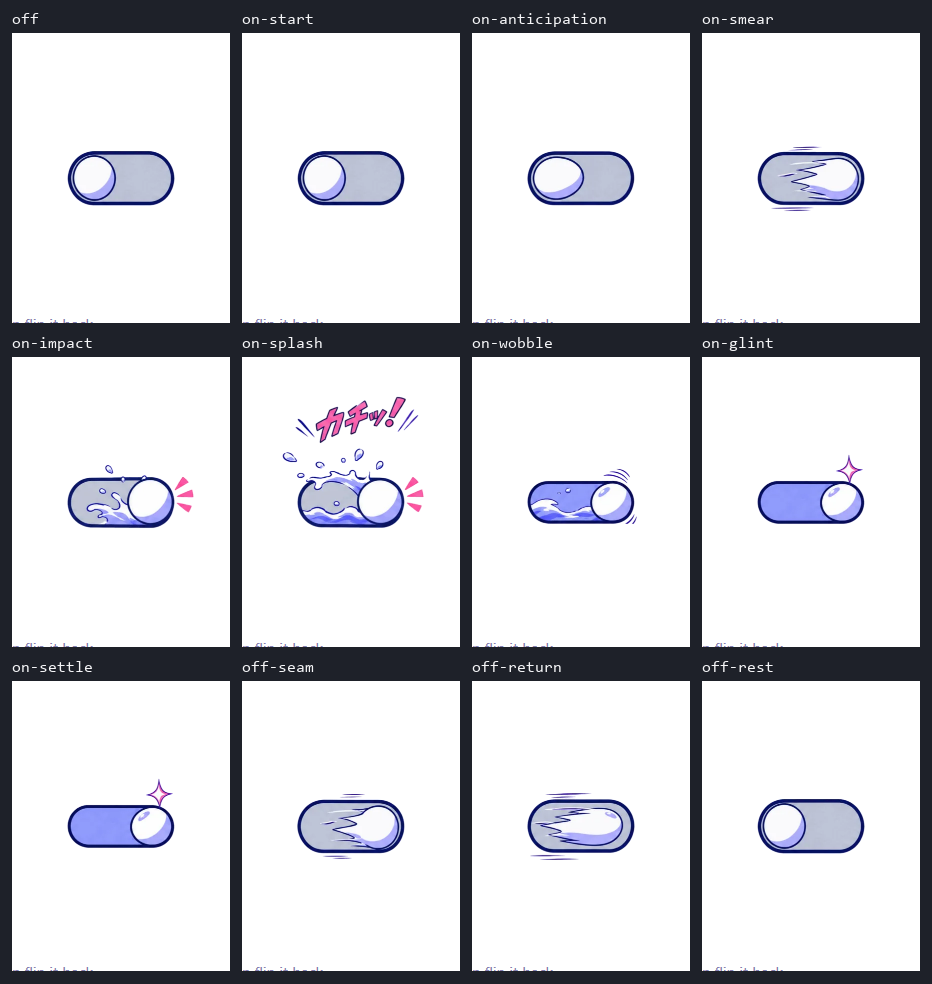 off
on-start
on-anticipation
on-smear
on-impact
on-splash
カチッ!
on-wobble
on-glint
on-settle
off-seam
off-return
off-rest